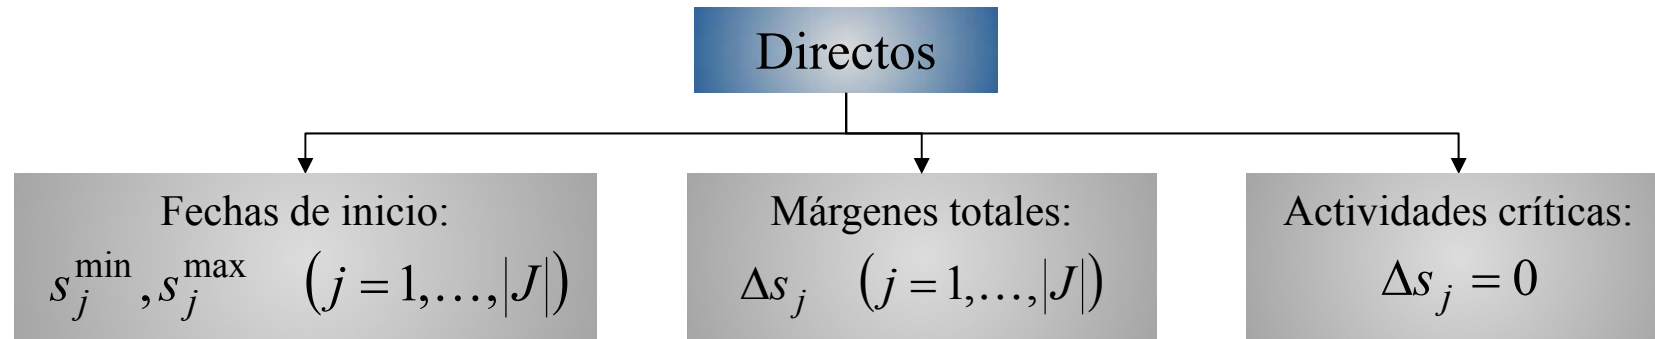 Directos
Fechas de inicio:
s_j^min, s_j^max (j = 1,…,|J|)
Márgenes totales:
Δs_j (j = 1,…,|J|)
Actividades críticas:
Δs_j = 0